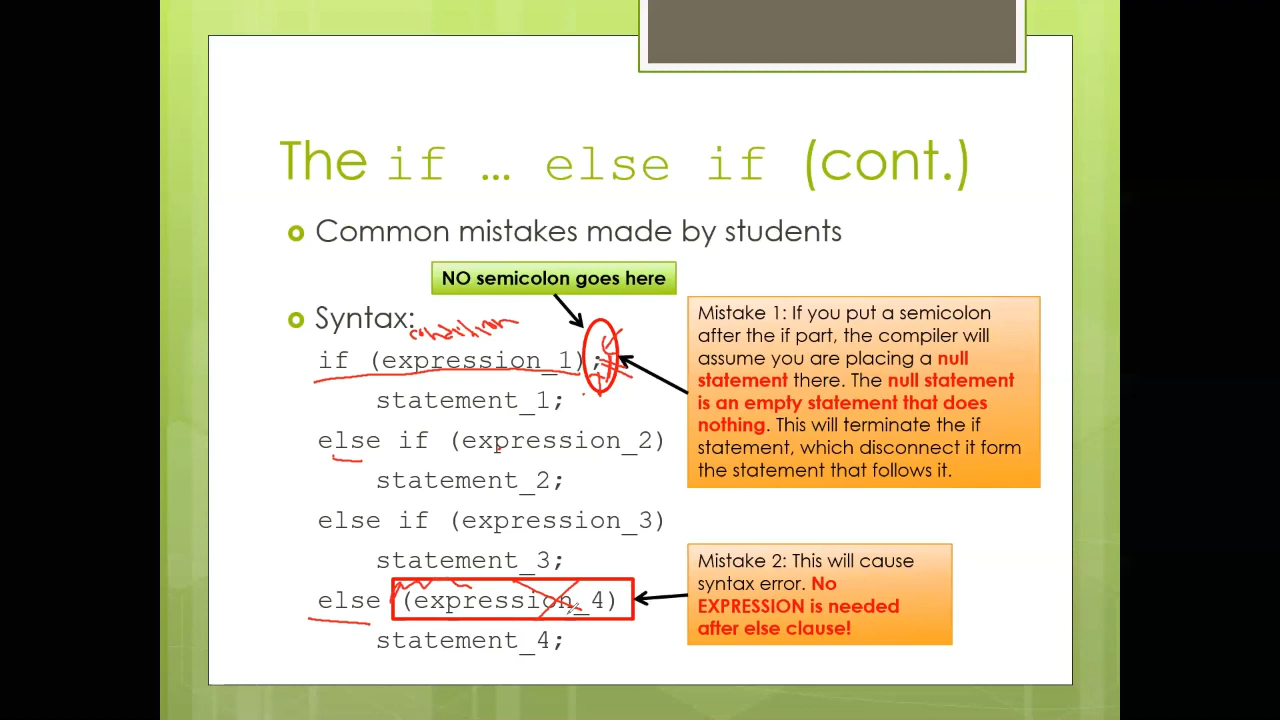 The if … else if (cont.)
Common mistakes made by students
NO semicolon goes here
Syntax:
condition
if (expression_1);
statement_1;
else if (expression_2)
statement_2;
else if (expression_3)
statement_3;
else (expression_4)
statement_4;
Mistake 1: If you put a semicolon
after the if part, the compiler will
assume you are placing a null
statement there. The null statement
is an empty statement that does
nothing. This will terminate the if
statement, which disconnect it form
the statement that follows it.
Mistake 2: This will cause
syntax error. No
EXPRESSION is needed
after else clause!